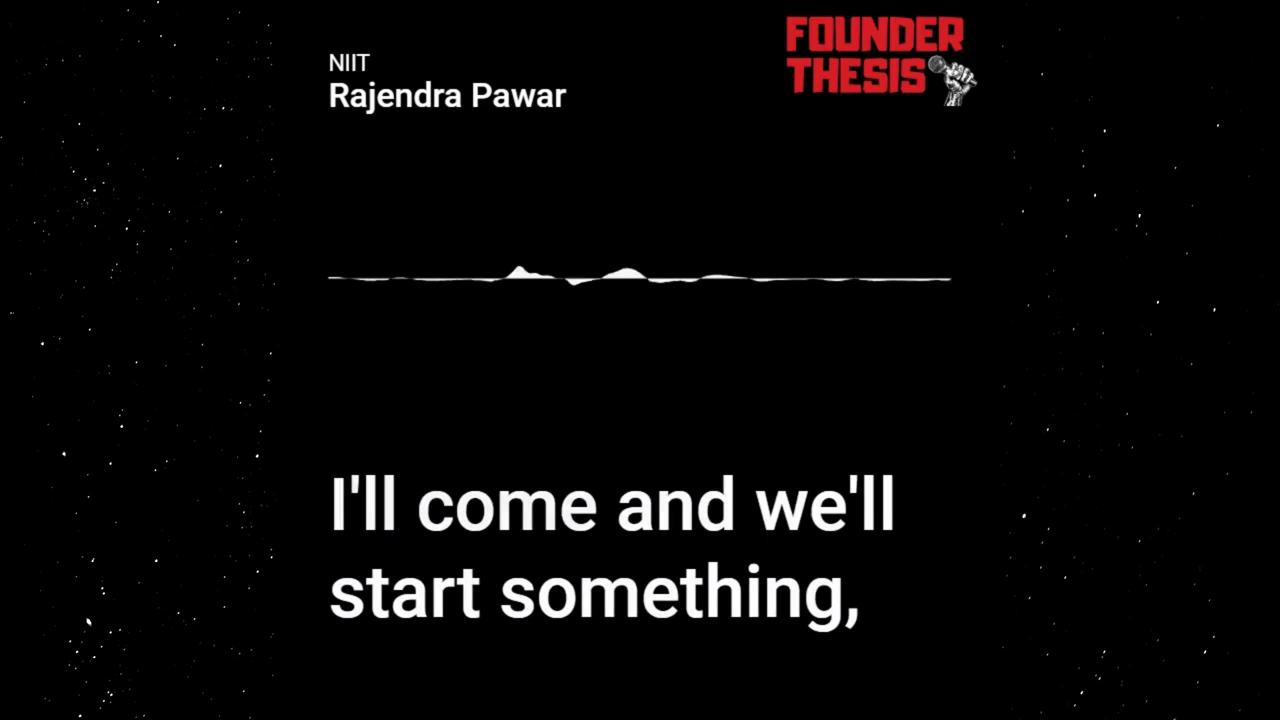 NIIT
Rajendra Pawar
FOUNDER
THESIS
I'll come and we'll
start something,